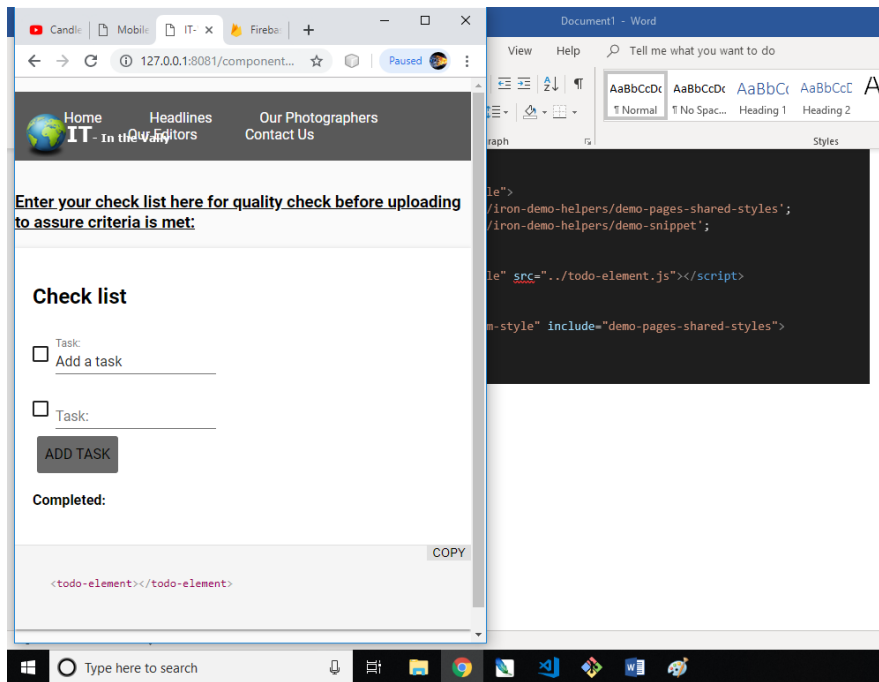 Candle
Mobile
IT-
Fireba
127.0.0.1:8081/component...
Paused
Home Headlines Our Photographers
IT - In the Vally
Our Editors Contact Us
Enter your check list here for quality check before uploading
to assure criteria is met:
Check list
Task:
Add a task
Task:
ADD TASK
Completed:
COPY
<todo-element></todo-element>
Document1 - Word
View Help Tell me what you want to do
AaBbCcDc AaBbCcDc AaBbC AaBbCcE A
¶ Normal ¶ No Spac... Heading 1 Heading 2
raph Styles
le">
/iron-demo-helpers/demo-pages-shared-styles';
/iron-demo-helpers/demo-snippet';
le" src="../todo-element.js"></script>
m-style" include="demo-pages-shared-styles">
Type here to search